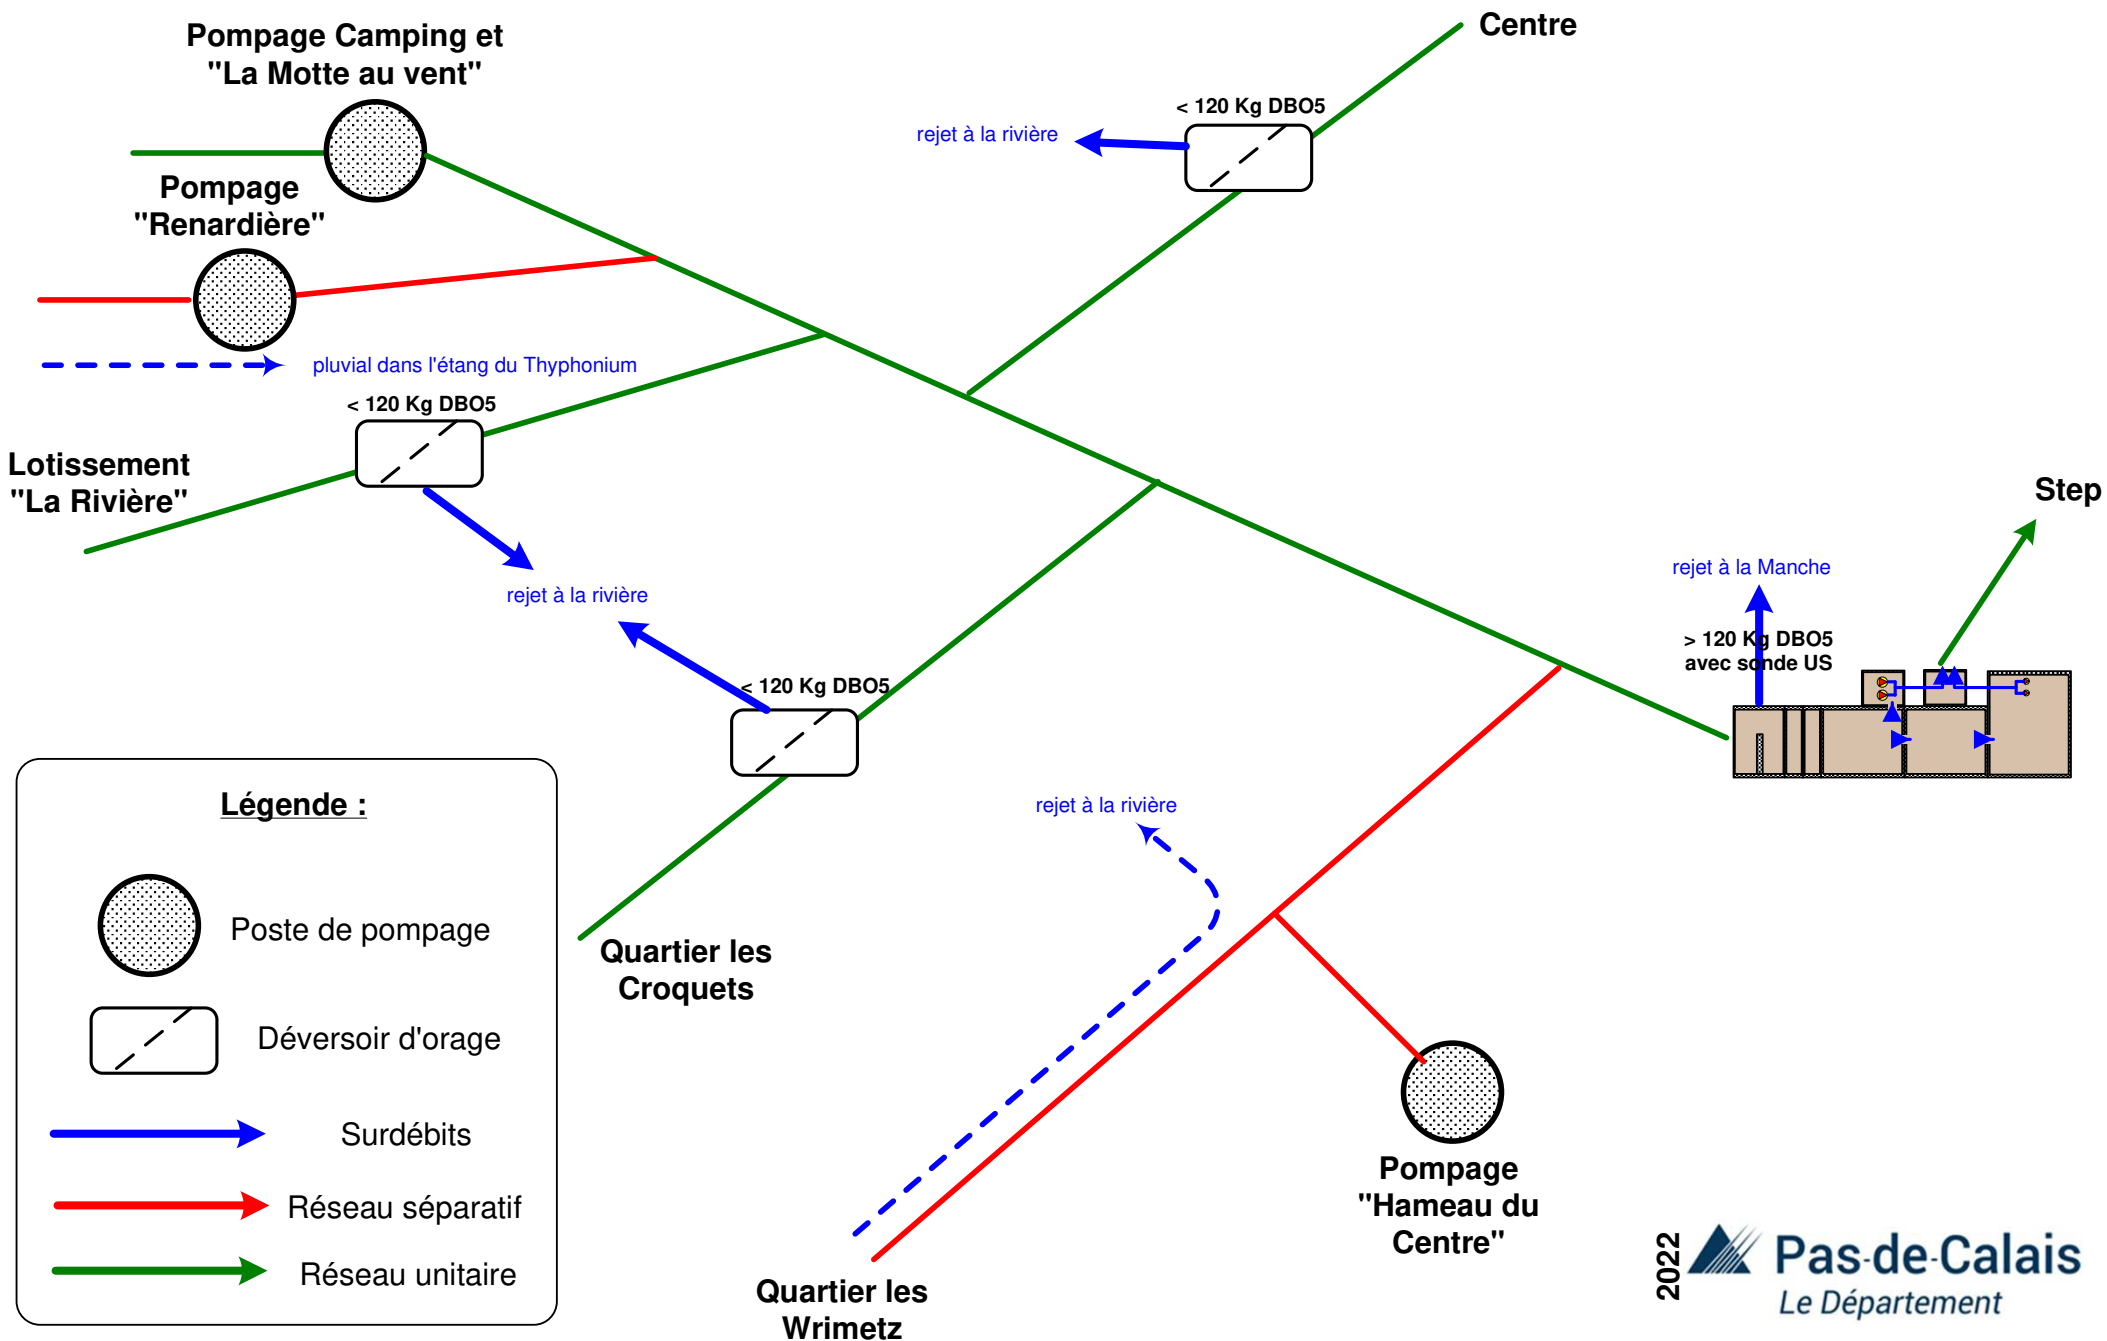 Pompage Camping et
"La Motte au vent"
Centre
< 120 Kg DBO5
rejet à la rivière
Pompage
"Renardière"
pluvial dans l'étang du Thyphonium
< 120 Kg DBO5
Lotissement
"La Rivière"
rejet à la rivière
Step
rejet à la Manche
> 120 Kg DBO5
avec sonde US
< 120 Kg DBO5
rejet à la rivière
Quartier les
Croquets
Légende :
Poste de pompage
Déversoir d'orage
Surdébits
Réseau séparatif
Réseau unitaire
Pompage
"Hameau du
Centre"
Quartier les
Wrimetz
2022
Pas-de-Calais
Le Département